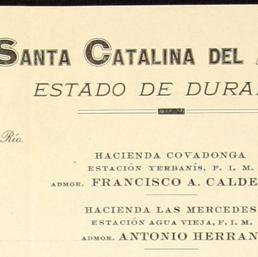 SANTA CATALINA DEL
ESTADO DE DURA
Río.
HACIENDA COVADONGA
ESTACIÓN YERBANÍS, F. I. M.
ADMOR. FRANCISCO A. CALDE
HACIENDA LAS MERCEDES
ESTACIÓN AGUA VIEJA, F. I. M.
ADMOR. ANTONIO HERRAN